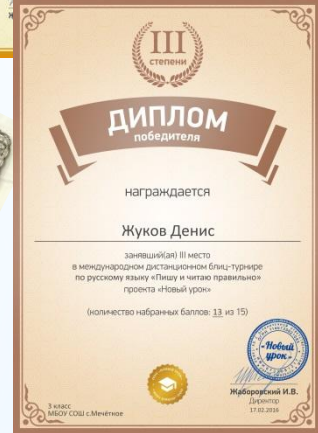 III
степени
ДИПЛОМ
победителя
награждается
Жуков Денис
занявший(ая) III место
в международном дистанционном блиц-турнире
по русскому языку «Пишу и читаю правильно»
проекта «Новый урок»
(количество набранных баллов: 13 из 15)
Новый
урок
3 класс
МБОУ СОШ с.Мечётное
Жаборовский И.В.
Директор
17.02.2016